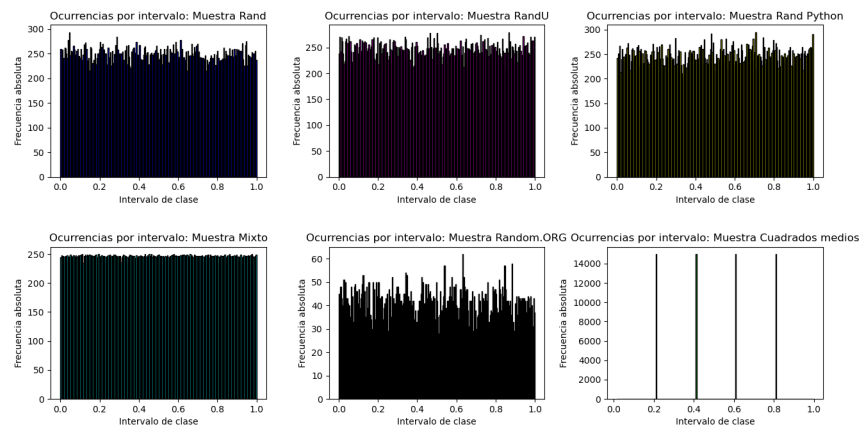 Ocurrencias por intervalo: Muestra Rand
Frecuencia absoluta
300
250
200
150
100
50
0
0.0 0.2 0.4 0.6 0.8 1.0
Intervalo de clase
Ocurrencias por intervalo: Muestra RandU
Frecuencia absoluta
250
200
150
100
50
0
0.0 0.2 0.4 0.6 0.8 1.0
Intervalo de clase
Ocurrencias por intervalo: Muestra Rand Python
Frecuencia absoluta
300
250
200
150
100
50
0
0.0 0.2 0.4 0.6 0.8 1.0
Intervalo de clase
Ocurrencias por intervalo: Muestra Mixto
Frecuencia absoluta
250
200
150
100
50
0
0.0 0.2 0.4 0.6 0.8 1.0
Intervalo de clase
Ocurrencias por intervalo: Muestra Random.ORG
Frecuencia absoluta
60
50
40
30
20
10
0
0.0 0.2 0.4 0.6 0.8 1.0
Intervalo de clase
Ocurrencias por intervalo: Muestra Cuadrados medios
Frecuencia absoluta
14000
12000
10000
8000
6000
4000
2000
0
0.0 0.2 0.4 0.6 0.8 1.0
Intervalo de clase